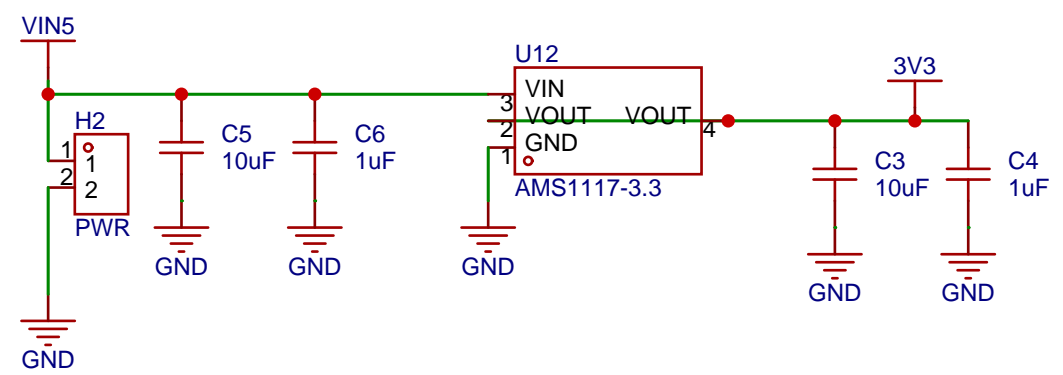 VIN5
H2
1
1
2
2
PWR
GND
C5
10uF
GND
C6
1uF
GND
U12
VIN
3
VOUT
VOUT
2
4
GND
1
AMS1117-3.3
GND
3V3
C3
10uF
GND
C4
1uF
GND